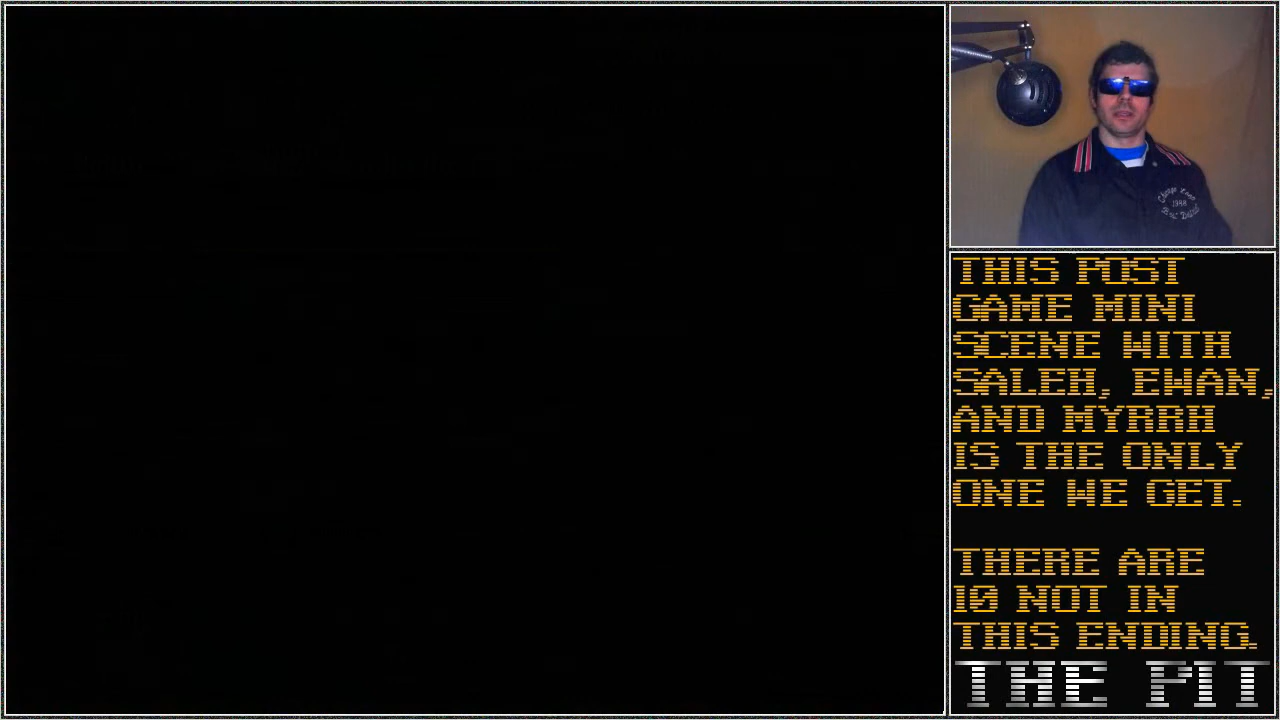 1988
THIS POST
GAME MINI
SCENE WITH
SALEH, EWAN,
AND MYRRH
IS THE ONLY
ONE WE GET.
THERE ARE
10 NOT IN
THIS ENDING.
THE PIT